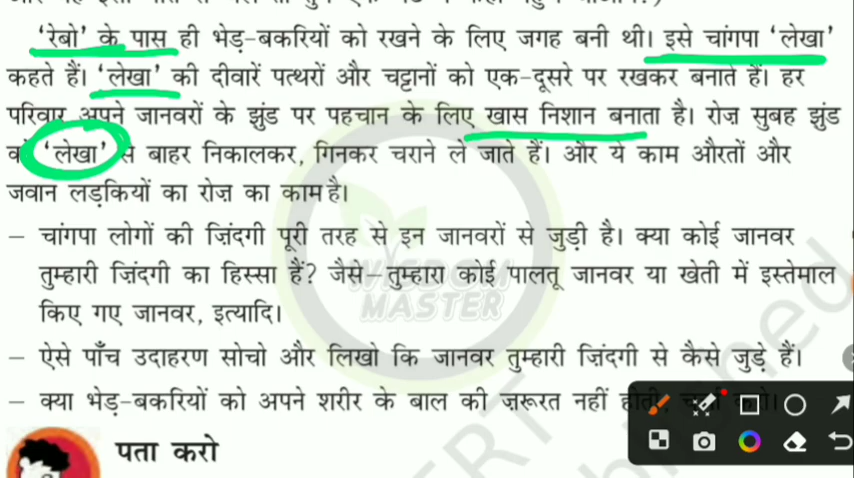 'रेबो' के पास ही भेड़-बकरियों को रखने के लिए जगह बनी थी। इसे चांगपा 'लेखा'
कहते हैं। 'लेखा' की दीवारें पत्थरों और चट्टानों को एक-दूसरे पर रखकर बनाते हैं। हर
परिवार अपने जानवरों के झुंड पर पहचान के लिए खास निशान बनाता है। रोज़ सुबह झुंड
'लेखा' से बाहर निकालकर, गिनकर चराने ले जाते हैं। और ये काम औरतों और
जवान लड़कियों का रोज़ का काम है।
– चांगपा लोगों की ज़िंदगी पूरी तरह से इन जानवरों से जुड़ी है। क्या कोई जानवर
तुम्हारी ज़िंदगी का हिस्सा हैं? जैसे– तुम्हारा कोई पालतू जानवर या खेती में इस्तेमाल
किए गए जानवर, इत्यादि।
WISDOM
MASTER
– ऐसे पाँच उदाहरण सोचो और लिखो कि जानवर तुम्हारी ज़िंदगी से कैसे जुड़े हैं।
– क्या भेड़-बकरियों को अपने शरीर के बाल की ज़रूरत नहीं होती
पता करो